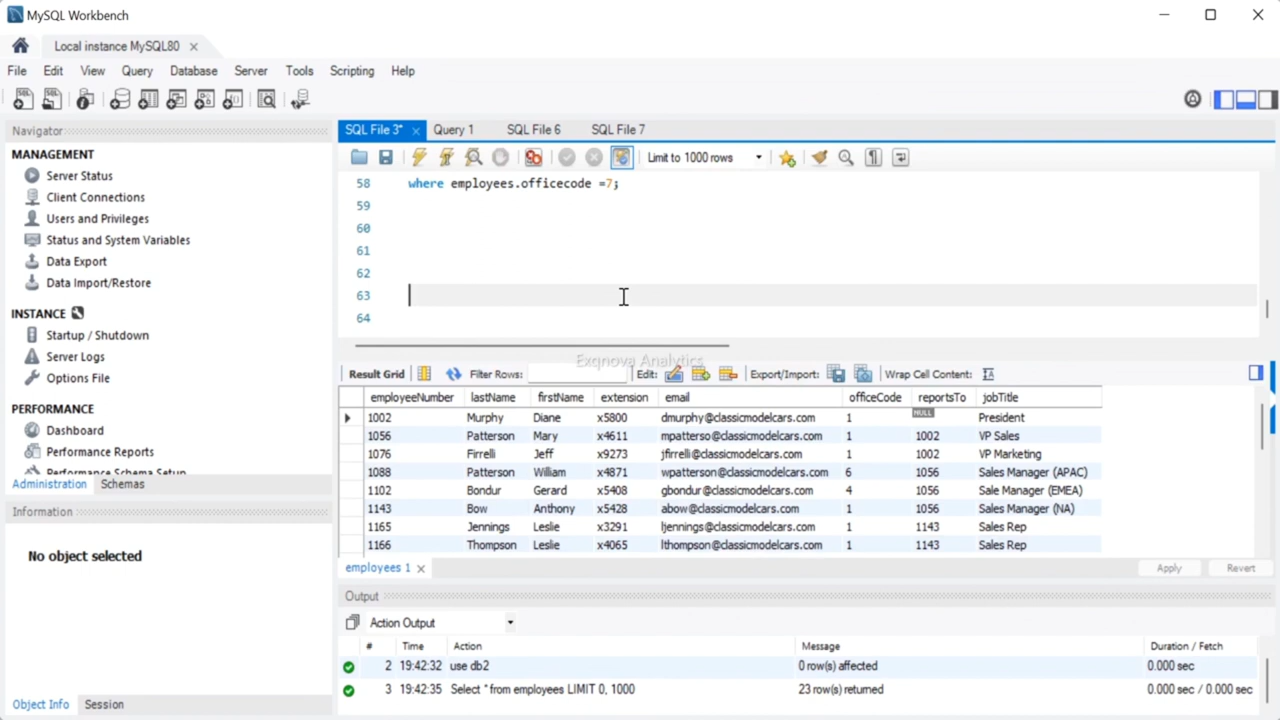 MySQL Workbench
Local instance MySQL80
File Edit View Query Database Server Tools Scripting Help
Navigator
MANAGEMENT
Server Status
Client Connections
Users and Privileges
Status and System Variables
Data Export
Data Import/Restore
INSTANCE
Startup / Shutdown
Server Logs
Options File
PERFORMANCE
Dashboard
Performance Reports
Performance Schema Setup
Administration Schemas
Information
No object selected
Object Info Session
SQL File 3* Query 1 SQL File 6 SQL File 7
Limit to 1000 rows
58 where employees.officecode =7;
59
60
61
62
63
64
Exqnova Analytics
Result Grid Filter Rows: Edit: Export/Import: Wrap Cell Content:
employeeNumber lastName firstName extension email officeCode reportsTo jobTitle
1002 Murphy Diane x5800 dmurphy@classicmodelcars.com 1 NULL President
1056 Patterson Mary x4611 mpatterso@classicmodelcars.com 1 1002 VP Sales
1076 Firrelli Jeff x9273 jfirrelli@classicmodelcars.com 1 1002 VP Marketing
1088 Patterson William x4871 wpatterson@classicmodelcars.com 6 1056 Sales Manager (APAC)
1102 Bondur Gerard x5408 gbondur@classicmodelcars.com 4 1056 Sale Manager (EMEA)
1143 Bow Anthony x5428 abow@classicmodelcars.com 1 1056 Sales Manager (NA)
1165 Jennings Leslie x3291 ljennings@classicmodelcars.com 1 1143 Sales Rep
1166 Thompson Leslie x4065 lthompson@classicmodelcars.com 1 1143 Sales Rep
employees 1
Apply Revert
Output
Action Output
# Time Action Message Duration / Fetch
2 19:42:32 use db2 0 row(s) affected 0.000 sec
3 19:42:35 Select * from employees LIMIT 0, 1000 23 row(s) returned 0.000 sec / 0.000 sec